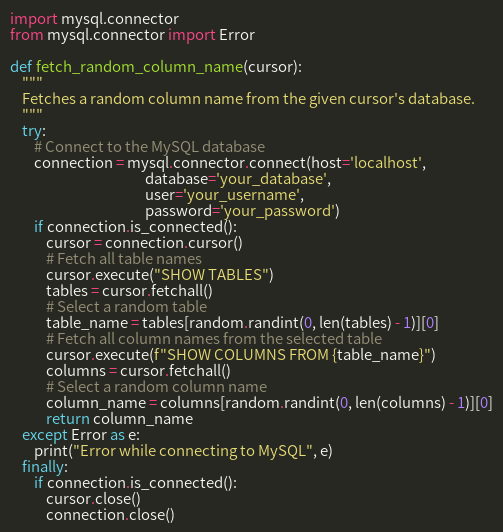 import mysql.connector
from mysql.connector import Error

def fetch_random_column_name(cursor):
    """
    Fetches a random column name from the given cursor's database.
    """
    try:
        # Connect to the MySQL database
        connection = mysql.connector.connect(host='localhost',
                                             database='your_database',
                                             user='your_username',
                                             password='your_password')
        if connection.is_connected():
            cursor = connection.cursor()
            # Fetch all table names
            cursor.execute("SHOW TABLES")
            tables = cursor.fetchall()
            # Select a random table
            table_name = tables[random.randint(0, len(tables) - 1)][0]
            # Fetch all column names from the selected table
            cursor.execute(f"SHOW COLUMNS FROM {table_name}")
            columns = cursor.fetchall()
            # Select a random column name
            column_name = columns[random.randint(0, len(columns) - 1)][0]
            return column_name
    except Error as e:
        print("Error while connecting to MySQL", e)
    finally:
        if connection.is_connected():
            cursor.close()
            connection.close()